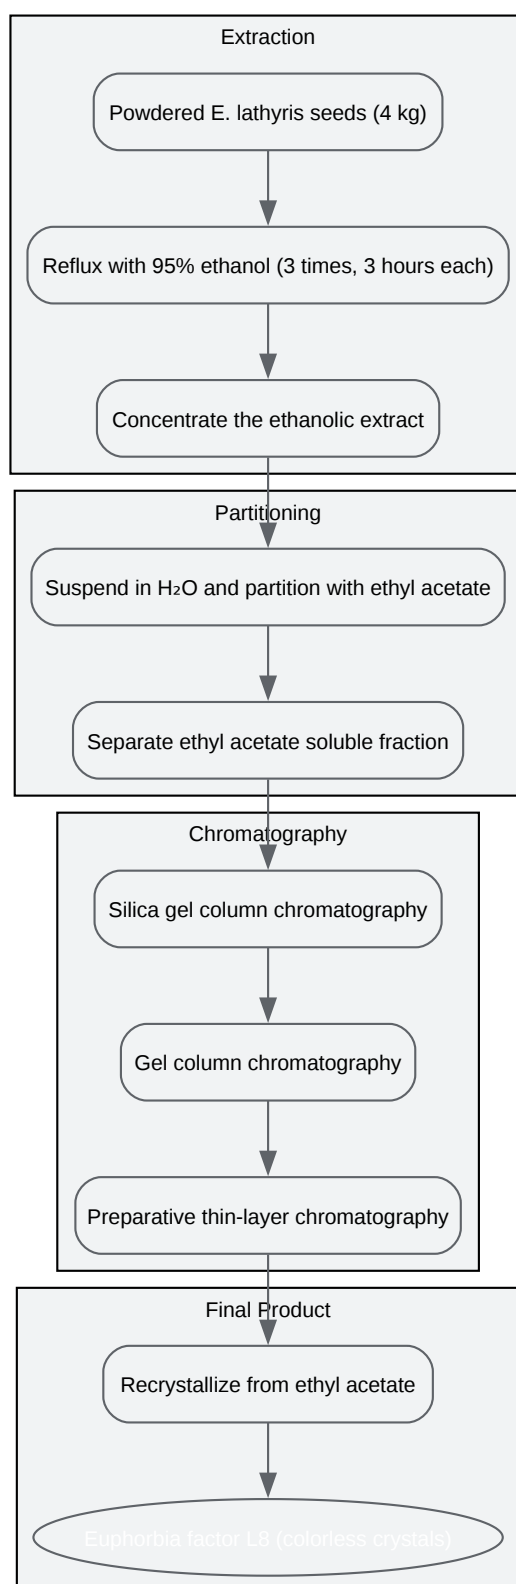 Extraction
Powdered E. lathyris seeds (4 kg)
Reflux with 95% ethanol (3 times, 3 hours each)
Concentrate the ethanolic extract
Partitioning
Suspend in H₂O and partition with ethyl acetate
Separate ethyl acetate soluble fraction
Chromatography
Silica gel column chromatography
Gel column chromatography
Preparative thin-layer chromatography
Final Product
Recrystallize from ethyl acetate
Euphorbia factor L8 (colorless crystals)